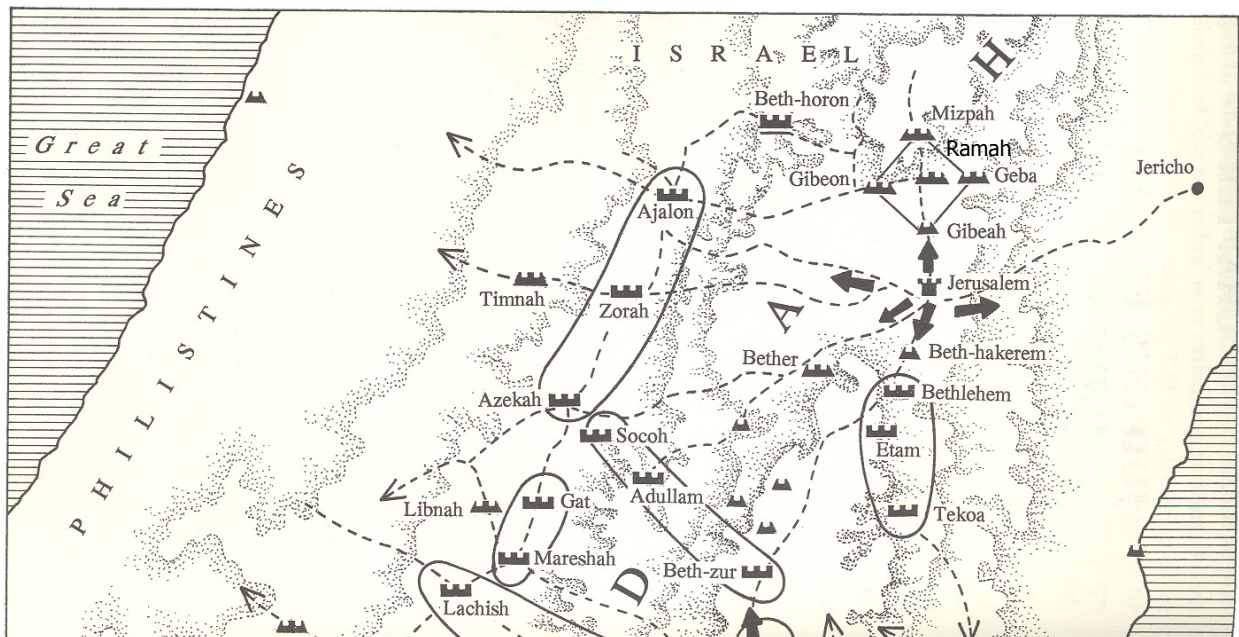 I S R A E L
H
Beth-horon
Mizpah
Great
Sea
Ramah
Gibeon
Geba
Jericho
PHILISTINES
Ajalon
Gibeah
Timnah
Zorah
Jerusalem
A
Bether
Beth-hakerem
Azekah
Bethlehem
Socoh
Etam
Adullam
Libnah
Gat
Tekoa
Mareshah
Beth-zur
D
Lachish